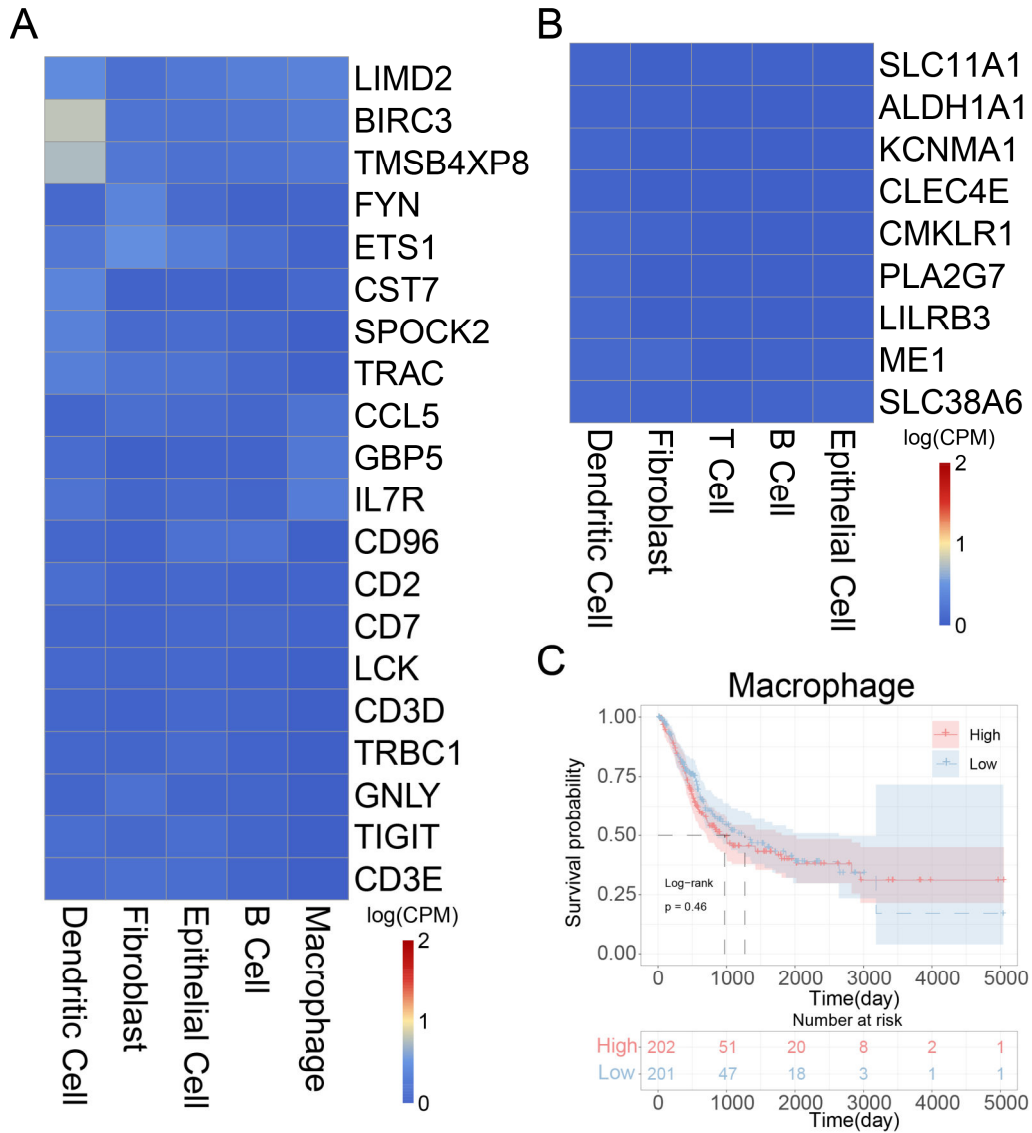 A
LIMD2
BIRC3
TMSB4XP8
FYN
ETS1
CST7
SPOCK2
TRAC
CCL5
GBP5
IL7R
CD96
CD2
CD7
LCK
CD3D
TRBC1
GNLY
TIGIT
CD3E
Dendritic Cell
Fibroblast
Epithelial Cell
B Cell
Macrophage
log(CPM)
2
1
0
B
SLC11A1
ALDH1A1
KCNMA1
CLEC4E
CMKLR1
PLA2G7
LILRB3
ME1
SLC38A6
Dendritic Cell
Fibroblast
T Cell
B Cell
Epithelial Cell
log(CPM)
2
1
0
C
Macrophage
Survival probability
1.00
0.75
0.50
0.25
0.00
High
Low
Log−rank
p = 0.46
0 1000 2000 3000 4000 5000
Time(day)
Number at risk
High 202 51 20 8 2 1
Low 201 47 18 3 1 1
0 1000 2000 3000 4000 5000
Time(day)